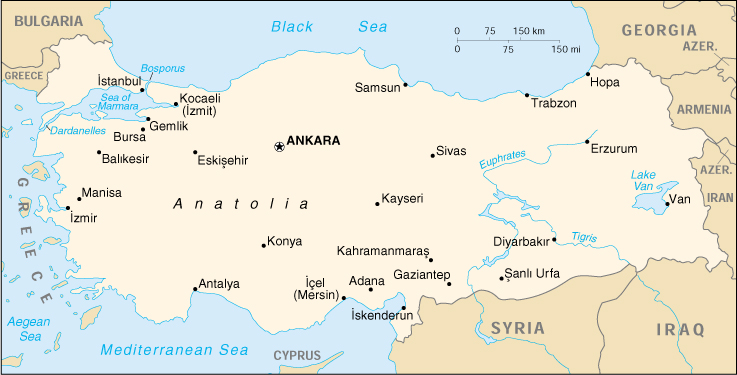 BULGARIA
Black Sea
0 75 150 km
0 75 150 mi
GEORGIA
AZER.
GREECE
Bosporus
İstanbul
Sea of
Marmara
Kocaeli
(İzmit)
Samsun
Hopa
Trabzon
ARMENIA
Dardanelles
Gemlik
Bursa
ANKARA
Balıkesir
Eskişehir
Sivas
Euphrates
Erzurum
AZER.
Lake
Van
IRAN
Van
GREECE
Manisa
İzmir
Anatolia
Kayseri
Konya
Kahramanmaraş
Diyarbakır
Tigris
Antalya
İçel
(Mersin)
Adana
Gaziantep
Şanlı Urfa
İskenderun
Aegean
Sea
Mediterranean Sea
CYPRUS
SYRIA
IRAQ